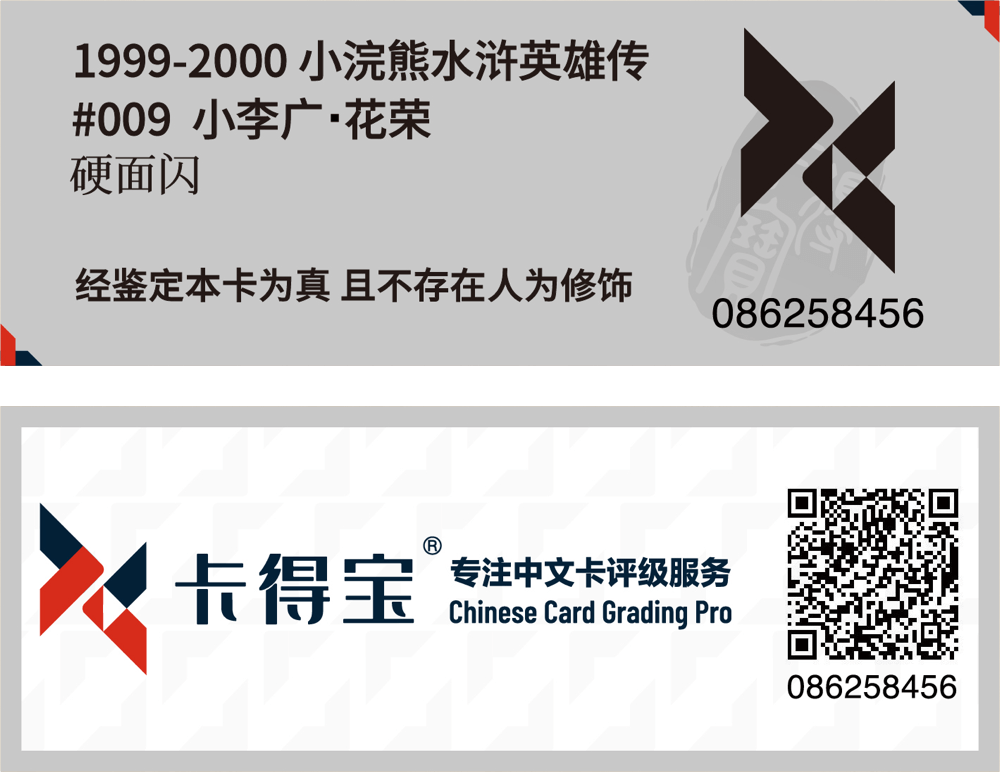 1999-2000 小浣熊水浒英雄传
#009 小李广·花荣
硬面闪
经鉴定本卡为真 且不存在人为修饰
086258456
卡得宝®
专注中文卡评级服务
Chinese Card Grading Pro
086258456